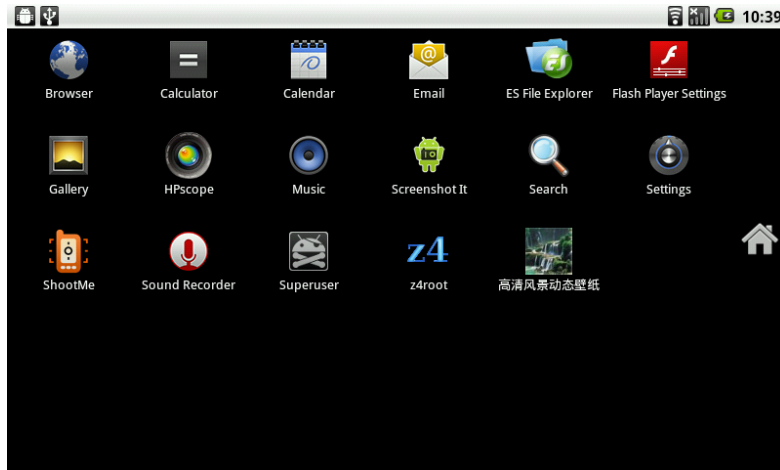 10:39
Browser
Calculator
Calendar
Email
ES File Explorer
Flash Player Settings
Gallery
HPscope
Music
Screenshot It
Search
Settings
ShootMe
Sound Recorder
z4
Superuser
z4root
高清风景动态壁纸